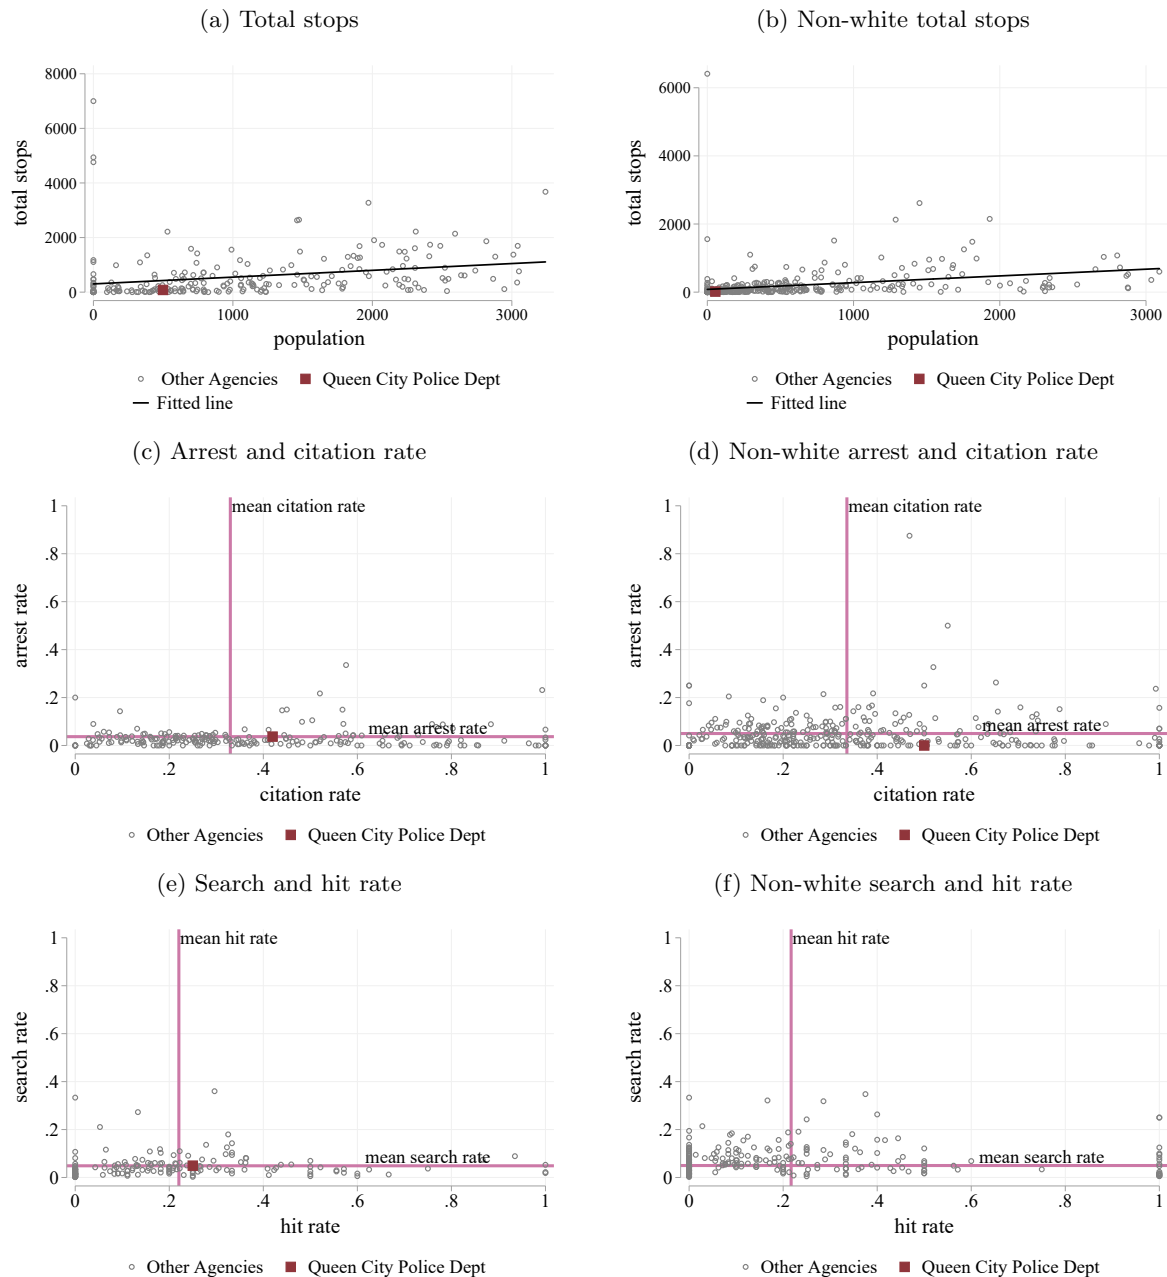 (a) Total stops
8000
6000
4000
2000
0
total stops
0 1000 2000 3000
population
Other Agencies Queen City Police Dept
Fitted line
(b) Non-white total stops
6000
4000
2000
0
total stops
0 1000 2000 3000
population
Other Agencies Queen City Police Dept
Fitted line
(c) Arrest and citation rate
1
.8
.6
.4
.2
0
arrest rate
mean citation rate
mean arrest rate
0 .2 .4 .6 .8 1
citation rate
Other Agencies Queen City Police Dept
(d) Non-white arrest and citation rate
1
.8
.6
.4
.2
0
arrest rate
mean citation rate
mean arrest rate
0 .2 .4 .6 .8 1
citation rate
Other Agencies Queen City Police Dept
(e) Search and hit rate
1
.8
.6
.4
.2
0
search rate
mean hit rate
mean search rate
0 .2 .4 .6 .8 1
hit rate
Other Agencies Queen City Police Dept
(f) Non-white search and hit rate
1
.8
.6
.4
.2
0
search rate
mean hit rate
mean search rate
0 .2 .4 .6 .8 1
hit rate
Other Agencies Queen City Police Dept